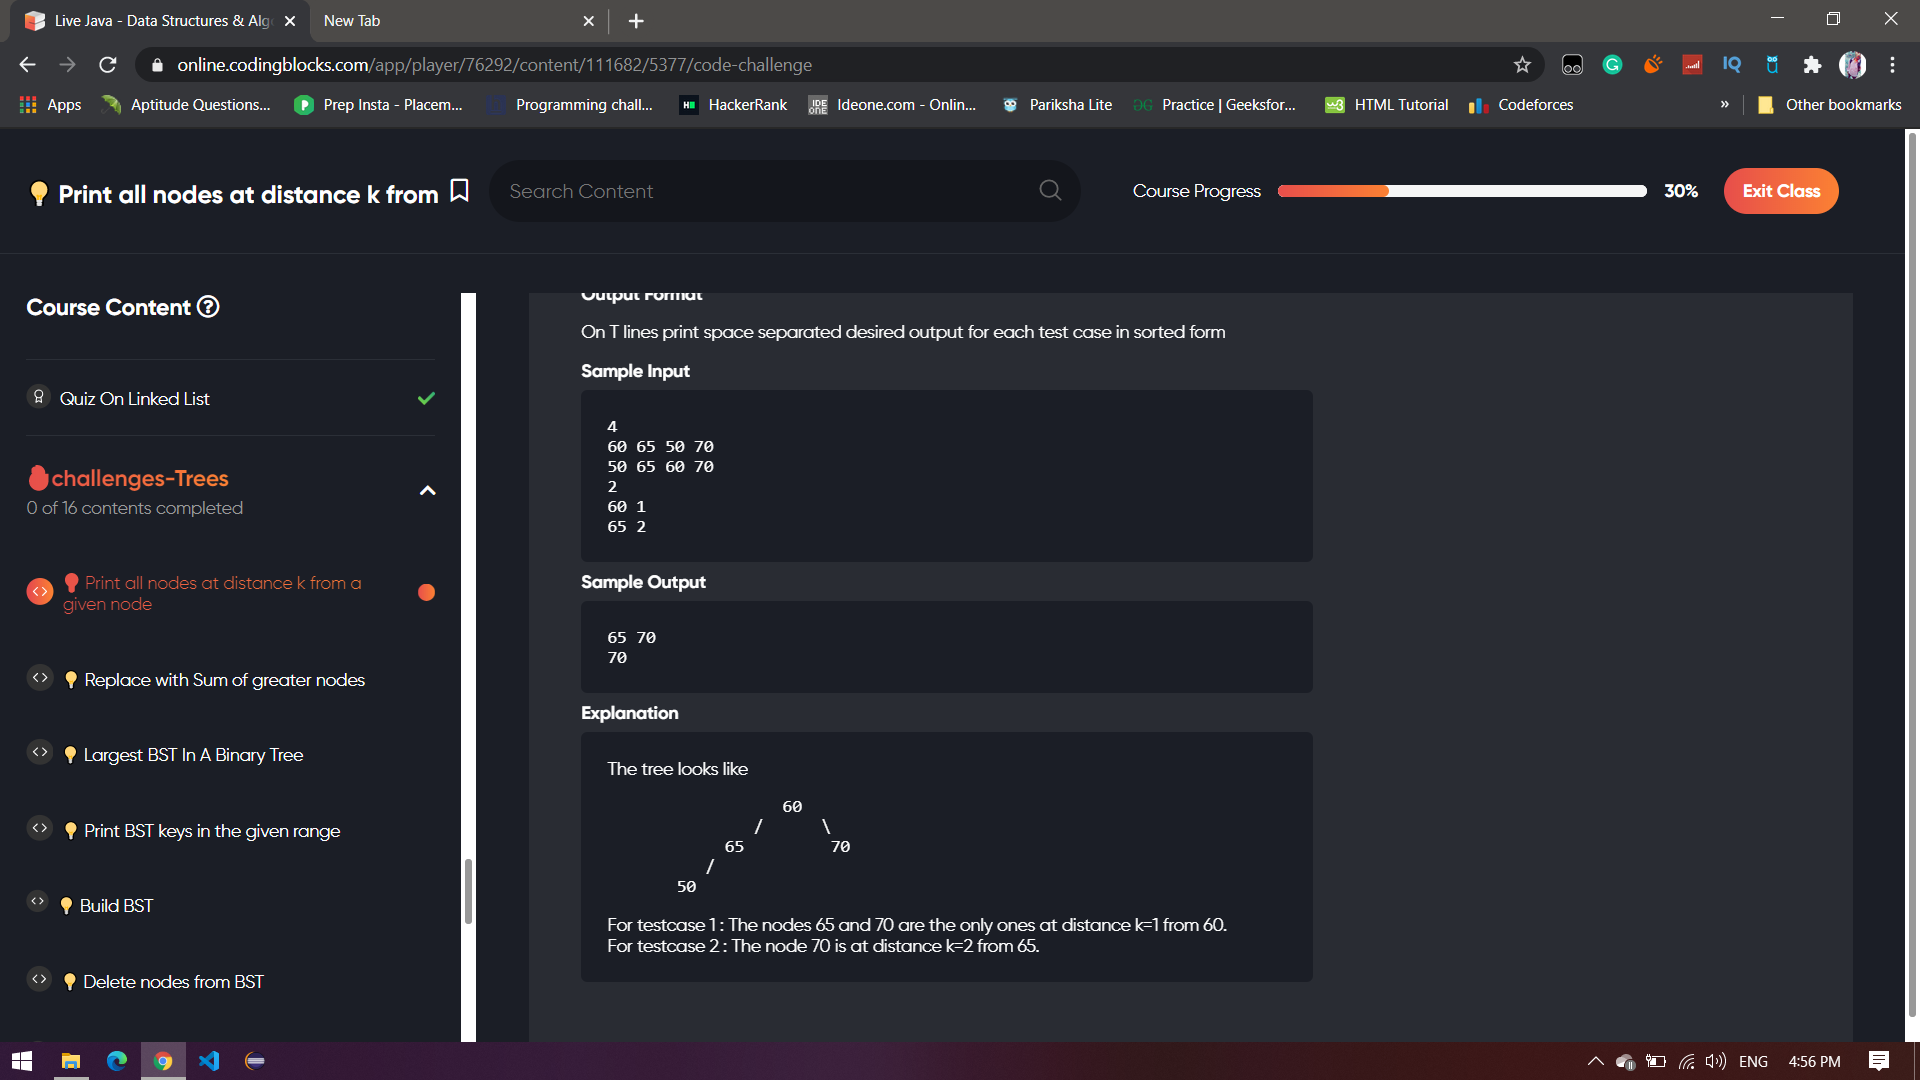 Live Java - Data Structures & Alg
New Tab
online.codingblocks.com/app/player/76292/content/111682/5377/code-challenge
Apps
Aptitude Questions...
Prep Insta - Placem...
Programming chall...
HackerRank
Ideone.com - Onlin...
Pariksha Lite
Practice | Geeksfor...
HTML Tutorial
Codeforces
»
Other bookmarks
Print all nodes at distance k from
Search Content
Course Progress
30%
Exit Class
Course Content
Quiz On Linked List
challenges-Trees
0 of 16 contents completed
Print all nodes at distance k from a
given node
Replace with Sum of greater nodes
Largest BST In A Binary Tree
Print BST keys in the given range
Build BST
Delete nodes from BST
Output Format
On T lines print space separated desired output for each test case in sorted form
Sample Input
4
60 65 50 70
50 65 60 70
2
60 1
65 2
Sample Output
65 70
70
Explanation
The tree looks like
60
/ \
65 70
/
50
For testcase 1 : The nodes 65 and 70 are the only ones at distance k=1 from 60.
For testcase 2 : The node 70 is at distance k=2 from 65.
ENG
4:56 PM